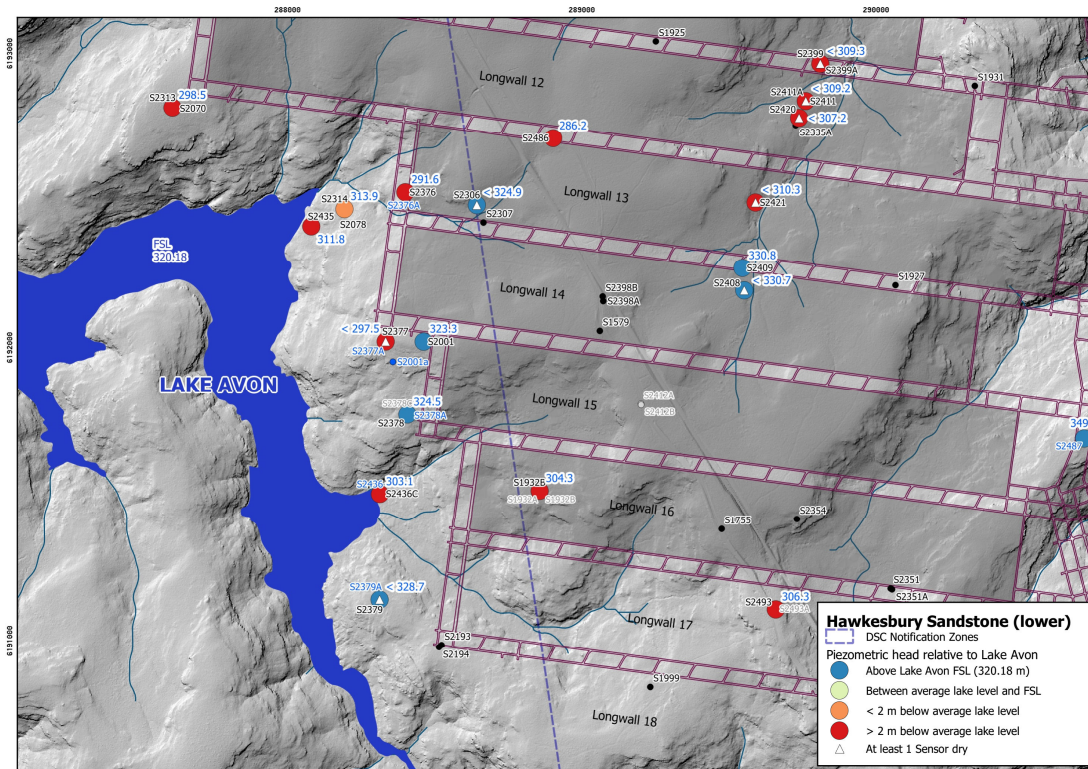 288000
289000
290000
6193000
6192000
6191000
S1925
S2399
< 309.3
S2399A
S1931
Longwall 12
S2411A
< 309.2
S2411
S2420
< 307.2
S2335A
S2313
298.5
S2070
286.2
S2486
291.6
S2376
S2376A
S2306
< 324.9
S2307
Longwall 13
< 310.3
S2421
S2314
313.9
S2435
S2078
311.8
FSL
320.18
330.8
S2409
S2408
< 330.7
S1927
Longwall 14
S2398B
S2398A
S1579
< 297.5
S2377
S2377A
323.3
S2001
S2001a
LAKE AVON
Longwall 15
S2412A
S2412B
S2378C
324.5
S2378A
S2378
349
S2487
S2436
303.1
S2436C
S1932B
304.3
S1932A
S1932B
Longwall 16
S1755
S2354
S2379A
< 328.7
S2379
S2351
S2351A
306.3
S2493
S2493A
Longwall 17
S2193
S2194
S1999
Longwall 18
Hawkesbury Sandstone (lower)
DSC Notification Zones
Piezometric head relative to Lake Avon
Above Lake Avon FSL (320.18 m)
Between average lake level and FSL
< 2 m below average lake level
> 2 m below average lake level
At least 1 Sensor dry